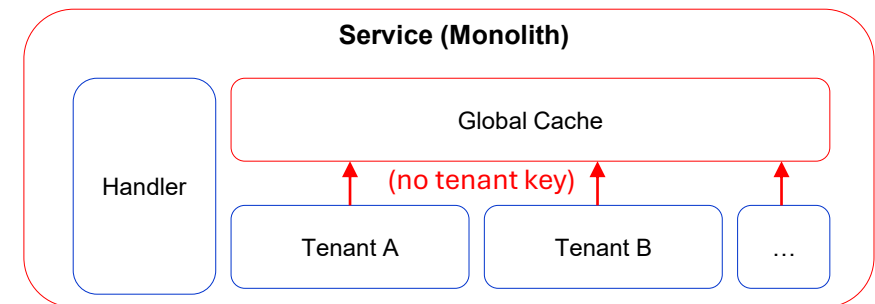 Service (Monolith)
Global Cache
(no tenant key)
Handler
Tenant A
Tenant B
...